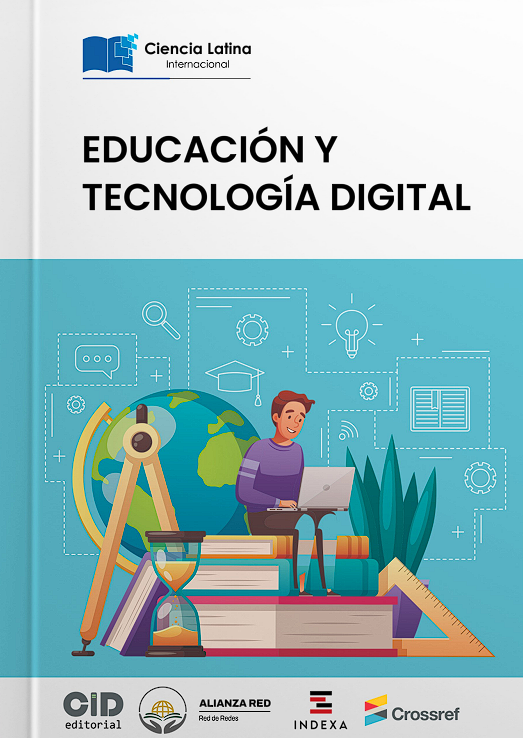 Ciencia Latina
Internacional
EDUCACIÓN Y
TECNOLOGÍA DIGITAL
CID
editorial
ALIANZA RED
Red de Redes
INDEXA
Crossref